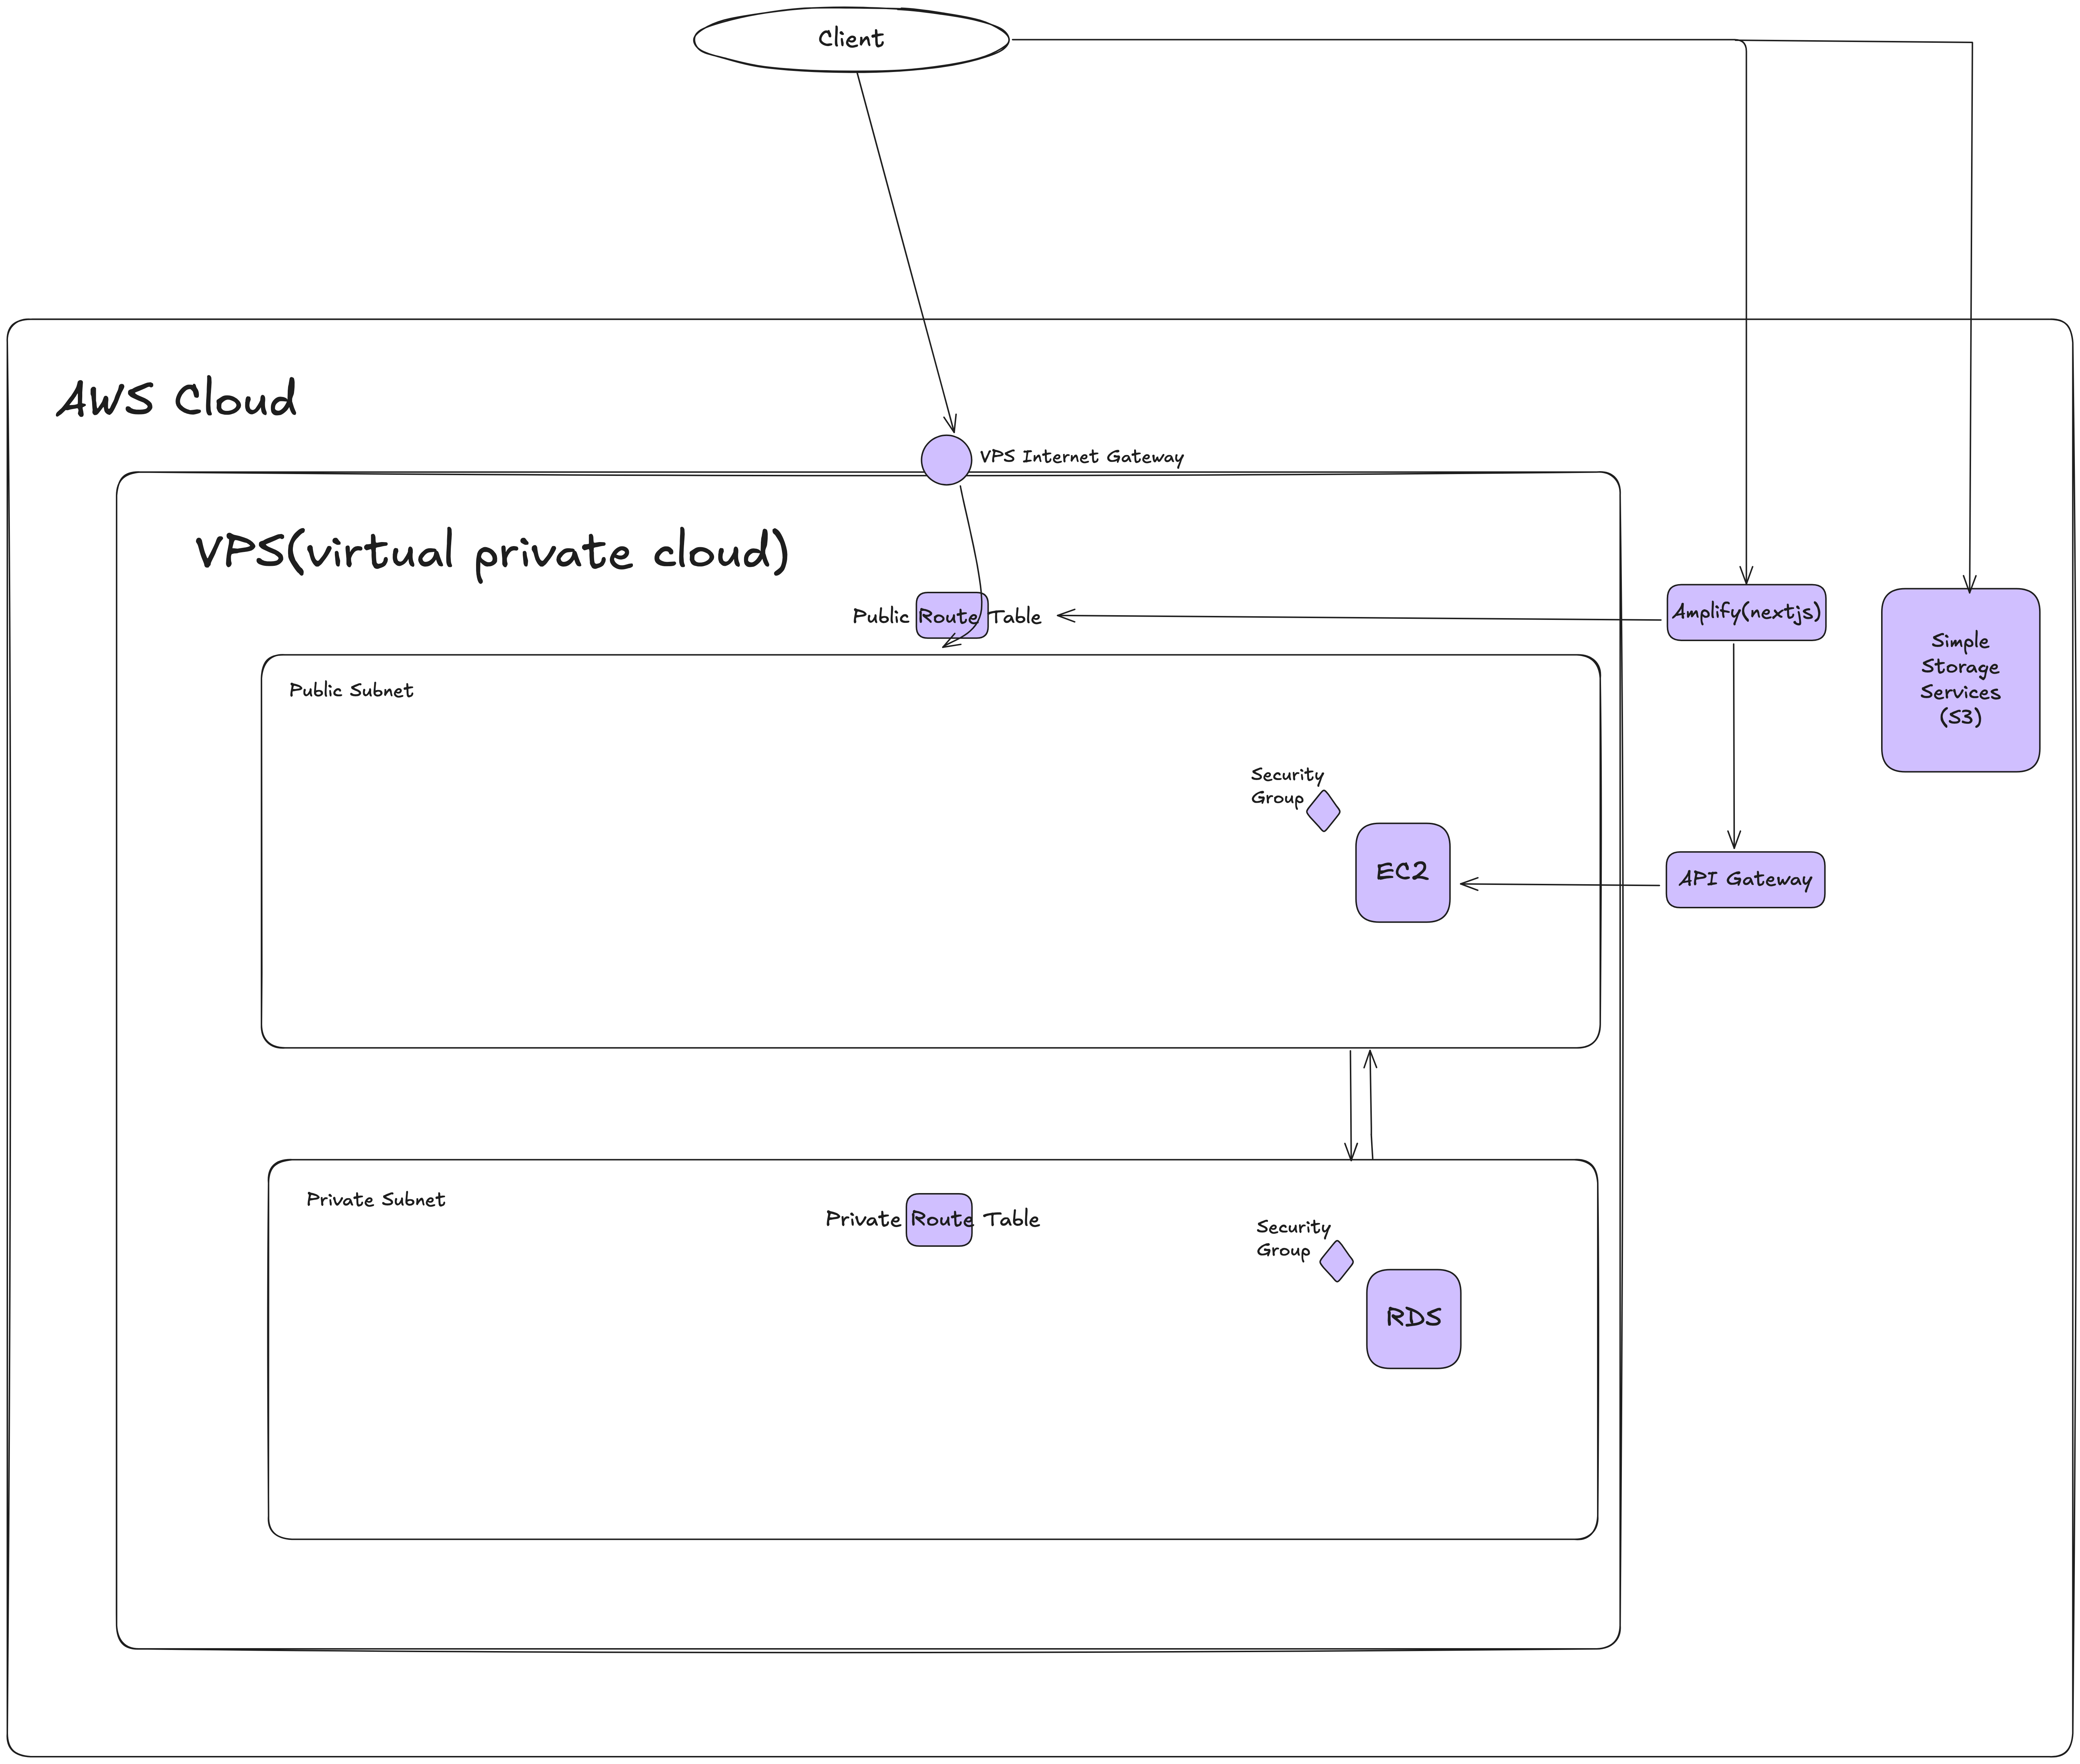 Client
AWS Cloud
VPS Internet Gateway
VPS(virtual private cloud)
Public Route Table
Amplify(nextjs)
Simple
Storage
Services
(S3)
Public Subnet
Security
Group
EC2
API Gateway
Private Subnet
Private Route Table
Security
Group
RDS